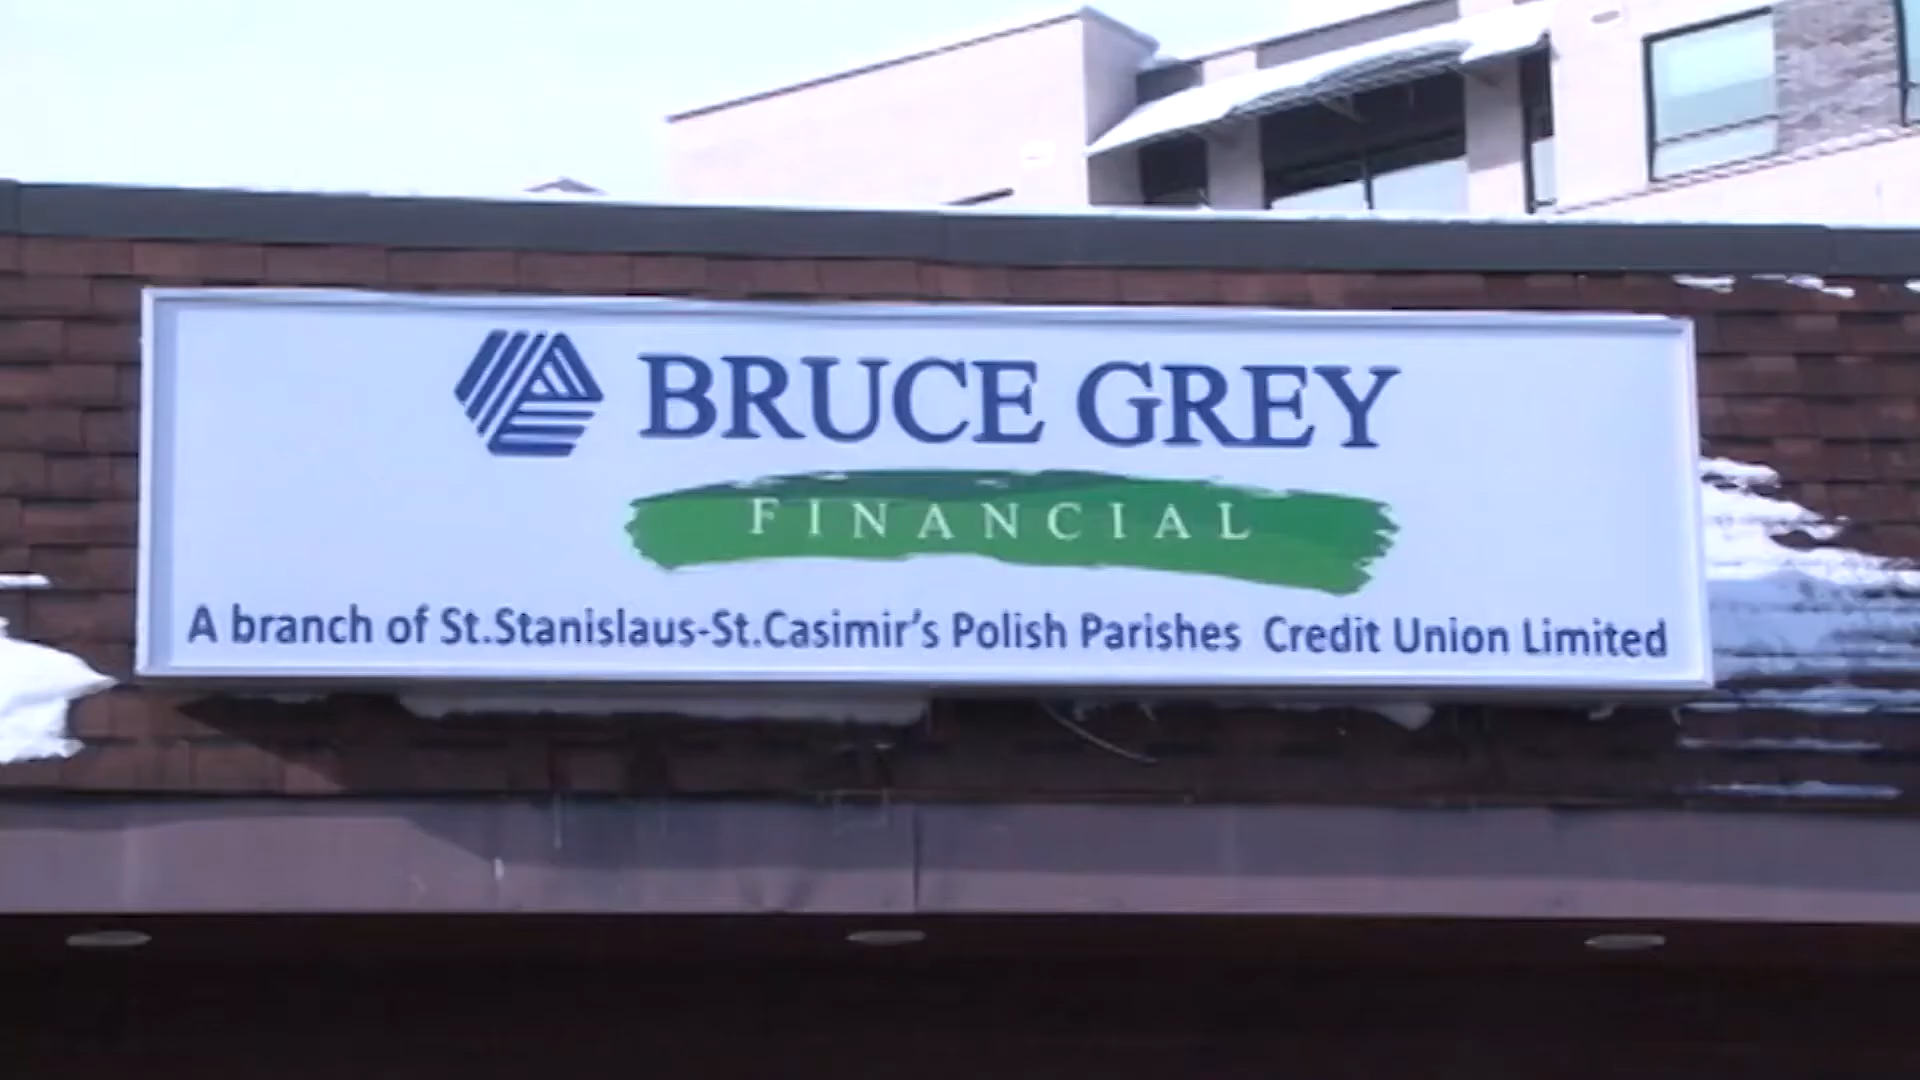 BRUCE GREY
FINANCIAL
A branch of St.Stanislaus-St.Casimir's Polish Parishes Credit Union Limited